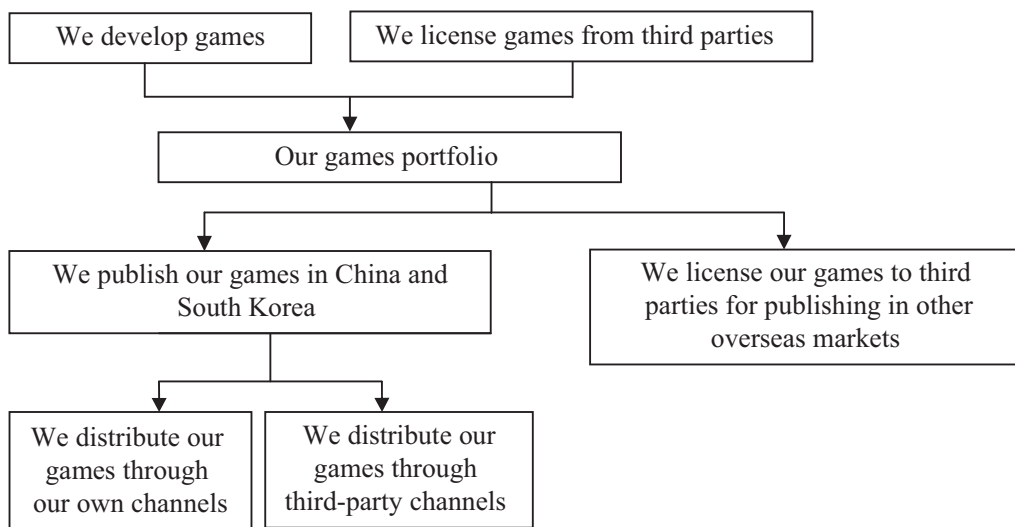 We develop games
We license games from third parties
Our games portfolio
We publish our games in China and
South Korea
We license our games to third
parties for publishing in other
overseas markets
We distribute our
games through
our own channels
We distribute our
games through
third-party channels